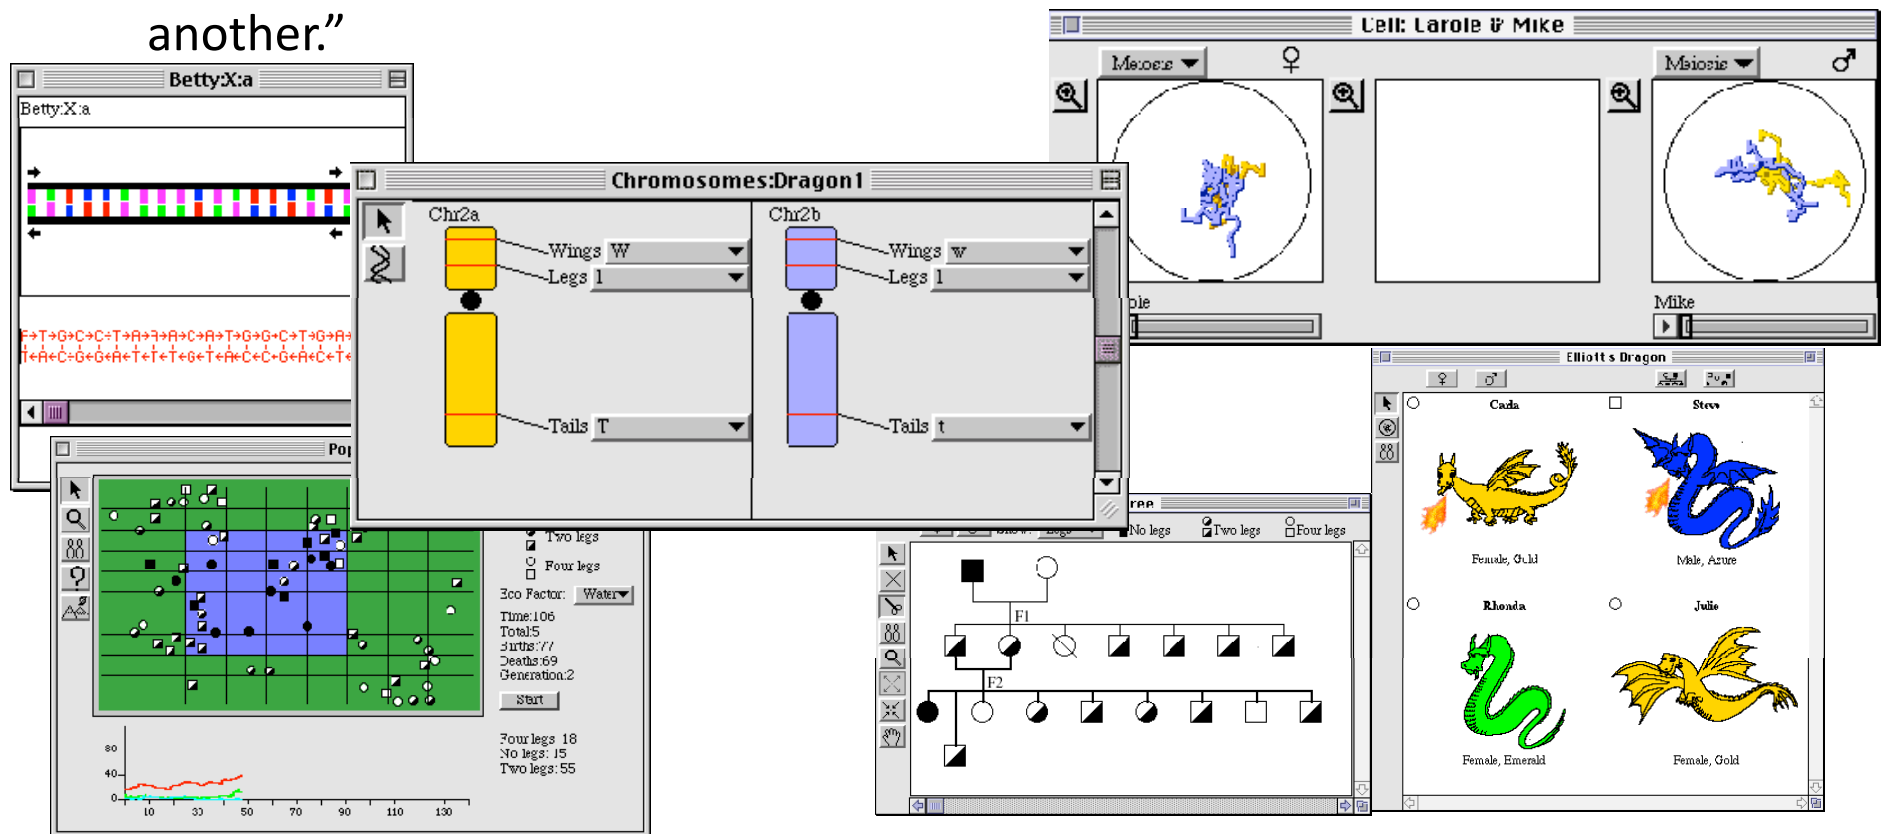 another.”
Betty:X:a
Betty:X:a
Cell: Carole & Mike
Meiosis
♀
Meiosis
♂
Mike
Chromosomes:Dragon1
Chr2a
Wings W
Legs l
Tails T
Chr2b
Wings w
Legs l
Tails t
Pop
Two legs
Four legs
Eco Factor: Water
Time:106
Total:5
Births:77
Deaths:69
Generation:2
Start
Four legs 18
No legs: 15
Two legs: 55
80
40
0
10 30 50 70 90 110 130
ree
No legs Two legs Four legs
F1
F2
Elliott's Dragon
♀ ♂
Carla
Steve
Female, Gold
Male, Azure
Rhonda
Julie
Female, Emerald
Female, Gold